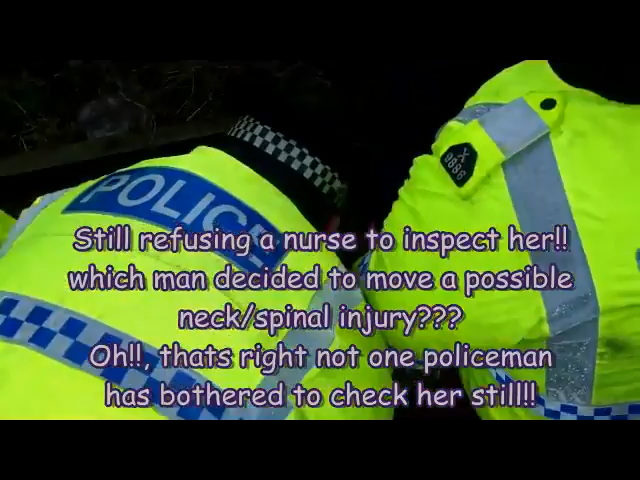 POLICE
X
9886
Still refusing a nurse to inspect her!!
which man decided to move a possible
neck/spinal injury???
Oh!!, thats right not one policeman
has bothered to check her still!!